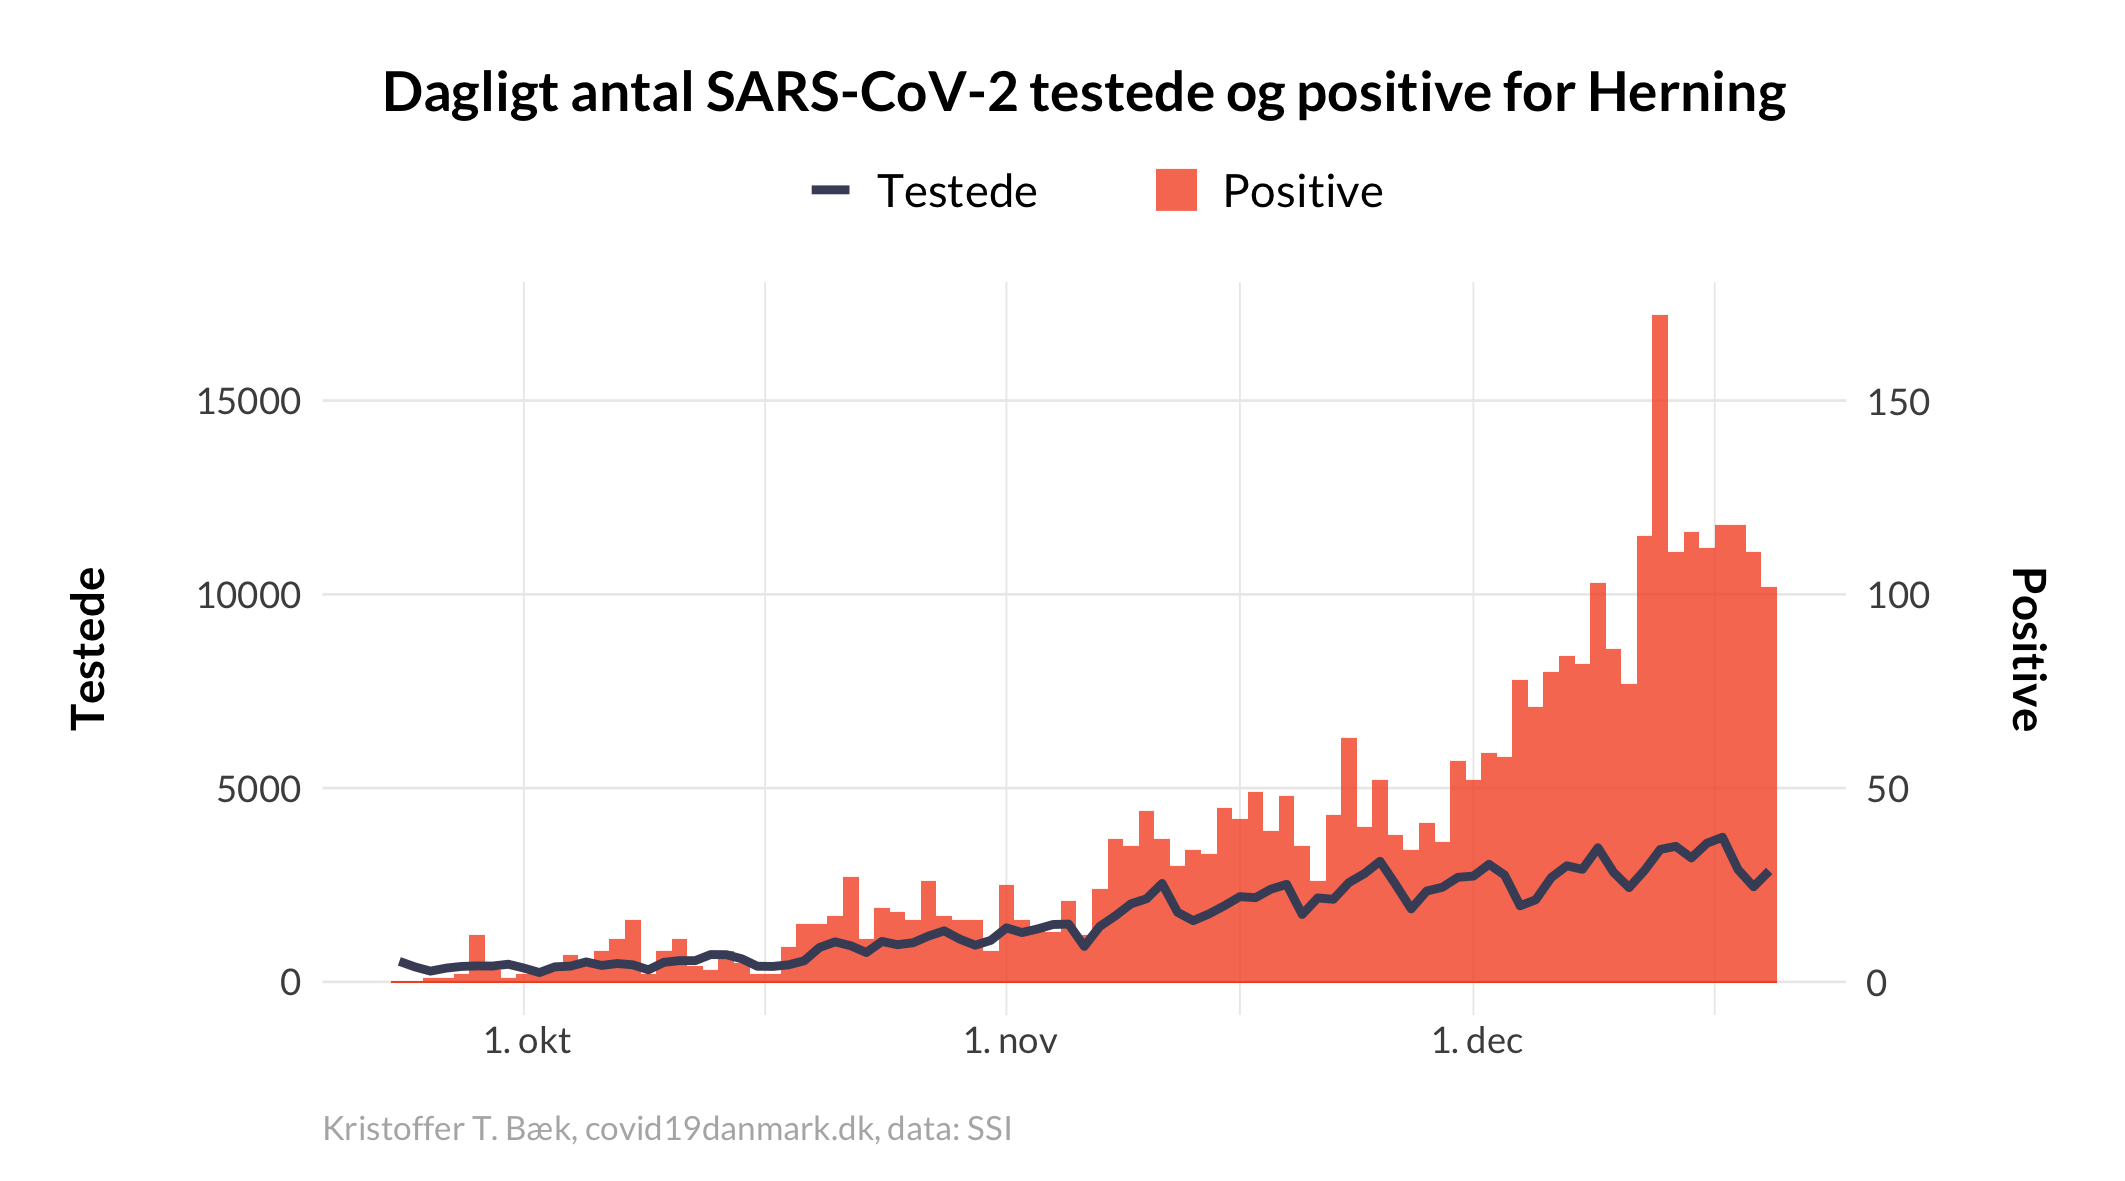 Dagligt antal SARS-CoV-2 testede og positive for Herning
Testede
Positive
15000
10000
5000
0
150
100
50
0
Testede
Positive
1. okt
1. nov
1. dec
Kristoffer T. Bæk, covid19danmark.dk, data: SSI